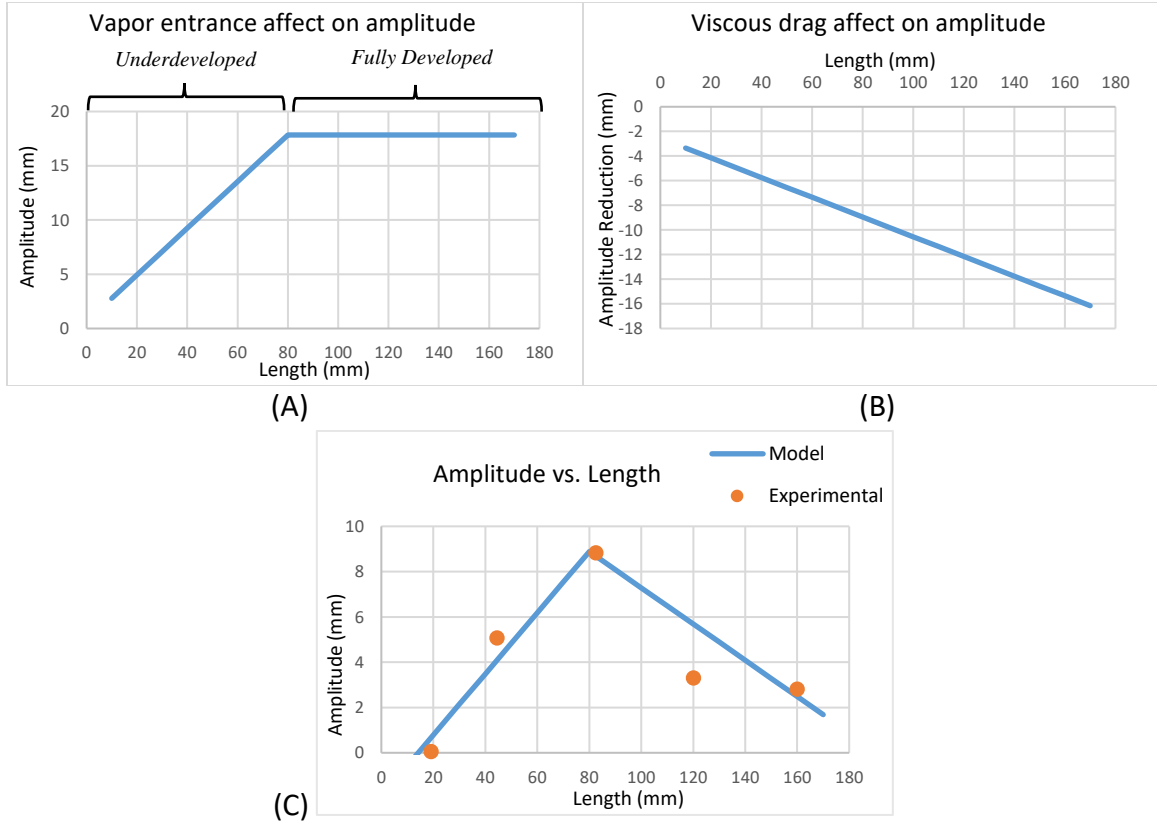 Vapor entrance affect on amplitude
Underdeveloped
Fully Developed
20
15
10
5
0
Amplitude (mm)
0 20 40 60 80 100 120 140 160 180
Length (mm)
(A)
Viscous drag affect on amplitude
Length (mm)
0 20 40 60 80 100 120 140 160 180
0
-2
-4
-6
-8
-10
-12
-14
-16
-18
Amplitude Reduction (mm)
(B)
Amplitude vs. Length
Model
Experimental
10
8
6
4
2
0
Amplitude (mm)
0 20 40 60 80 100 120 140 160 180
Length (mm)
(C)